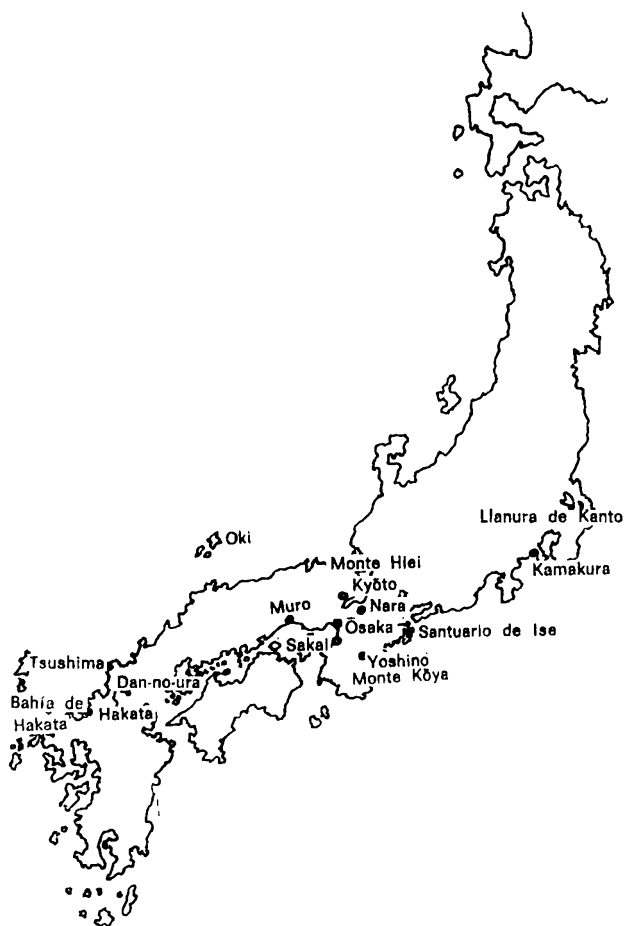 Llanura de Kanto
Oki
Monte Hiei
Kamakura
Kyōto
Muro
Nara
Ōsaka
Santuario de Ise
Sakai
Tsushima
Yoshino
Dan-no-ura
Monte Kōya
Bahía de
Hakata
Hakata